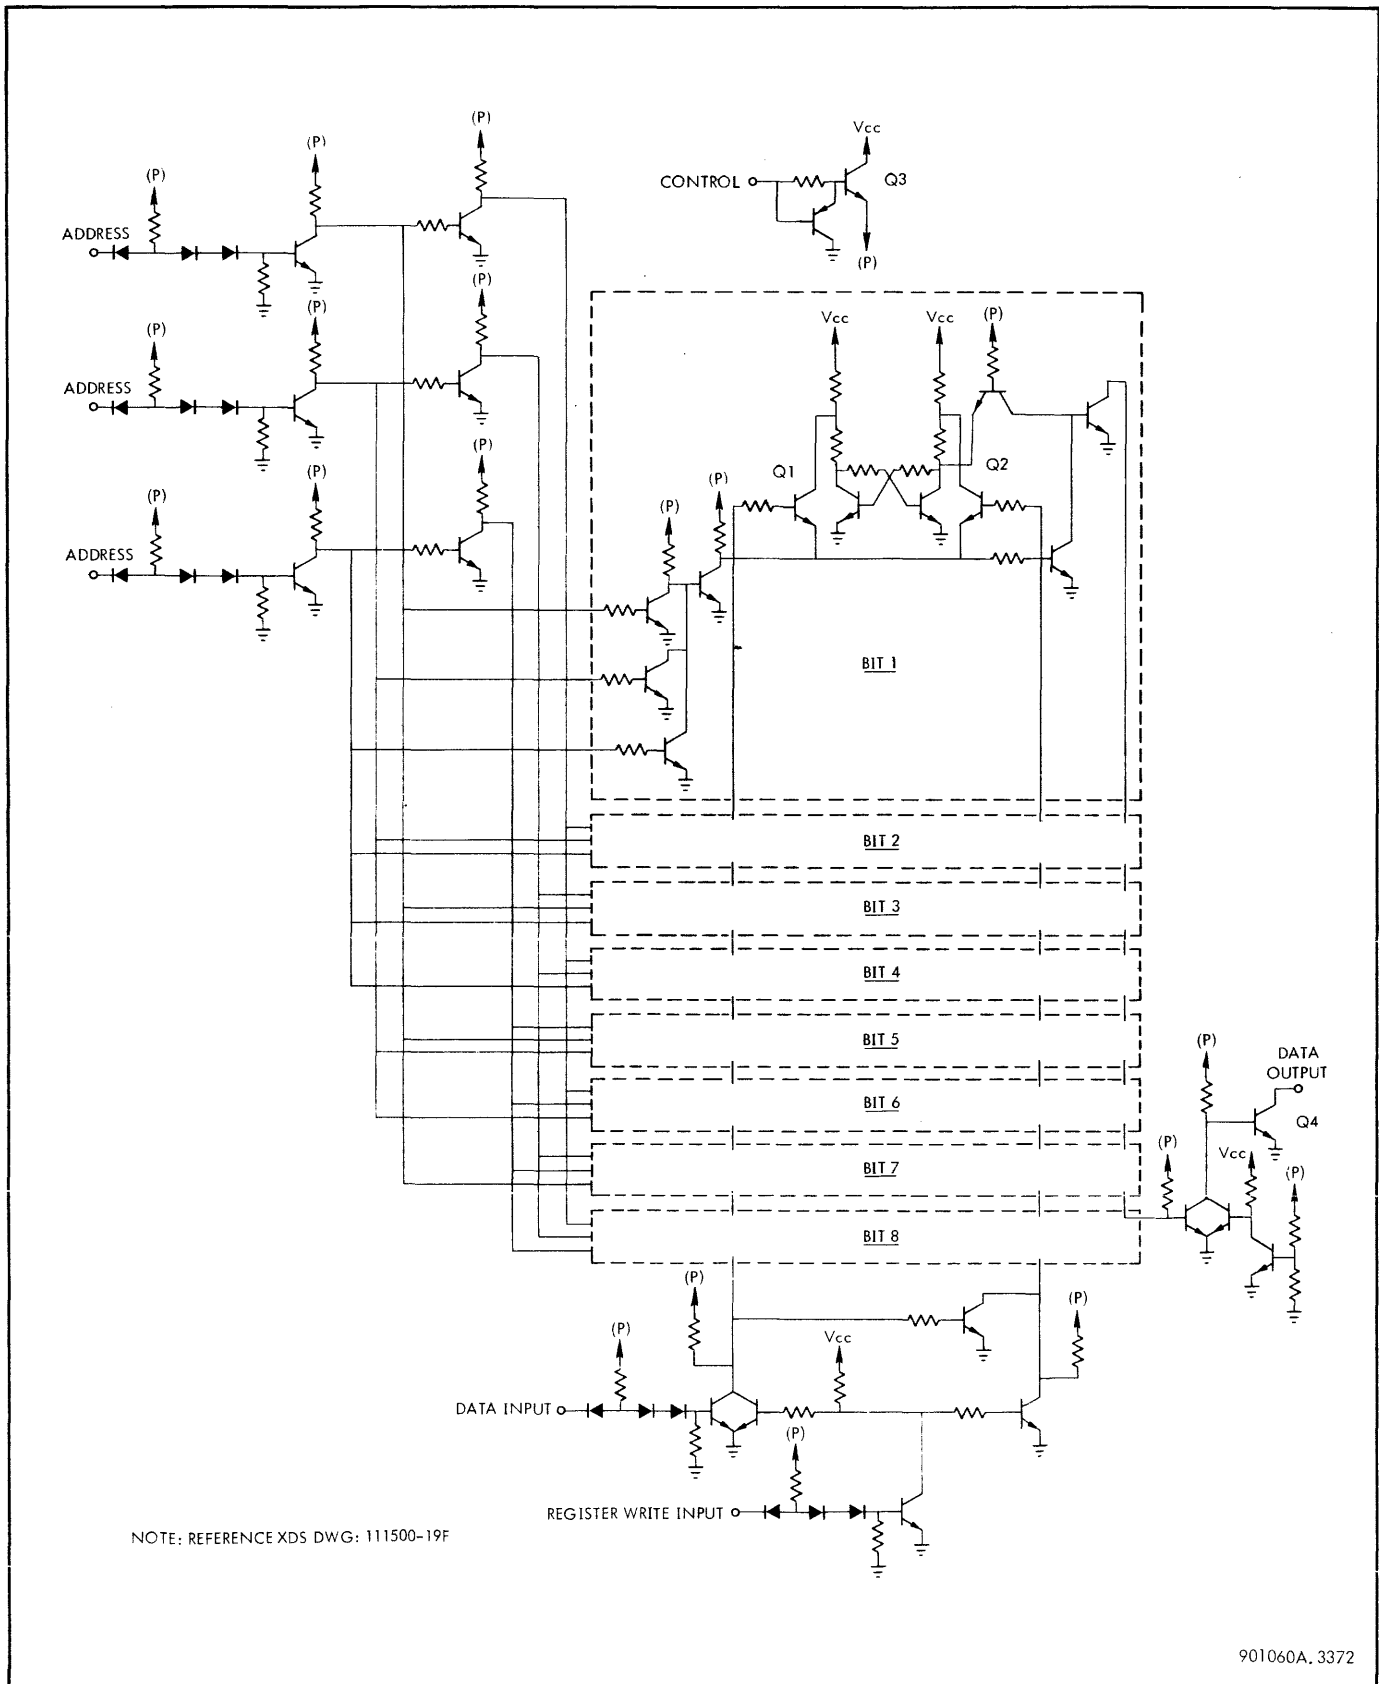 (P)
(P)
Vcc
CONTROL
Q3
(P)
(P)
ADDRESS
(P)
(P)
(P)
ADDRESS
Vcc
Vcc
(P)
(P)
(P)
ADDRESS
Q1
Q2
(P)
(P)
BIT 1
BIT 2
BIT 3
BIT 4
BIT 5
BIT 6
BIT 7
BIT 8
(P)
DATA
OUTPUT
Q4
(P)
Vcc
(P)
(P)
(P)
(P)
Vcc
DATA INPUT
(P)
REGISTER WRITE INPUT
NOTE: REFERENCE XDS DWG: 111500-19F
901060A. 3372